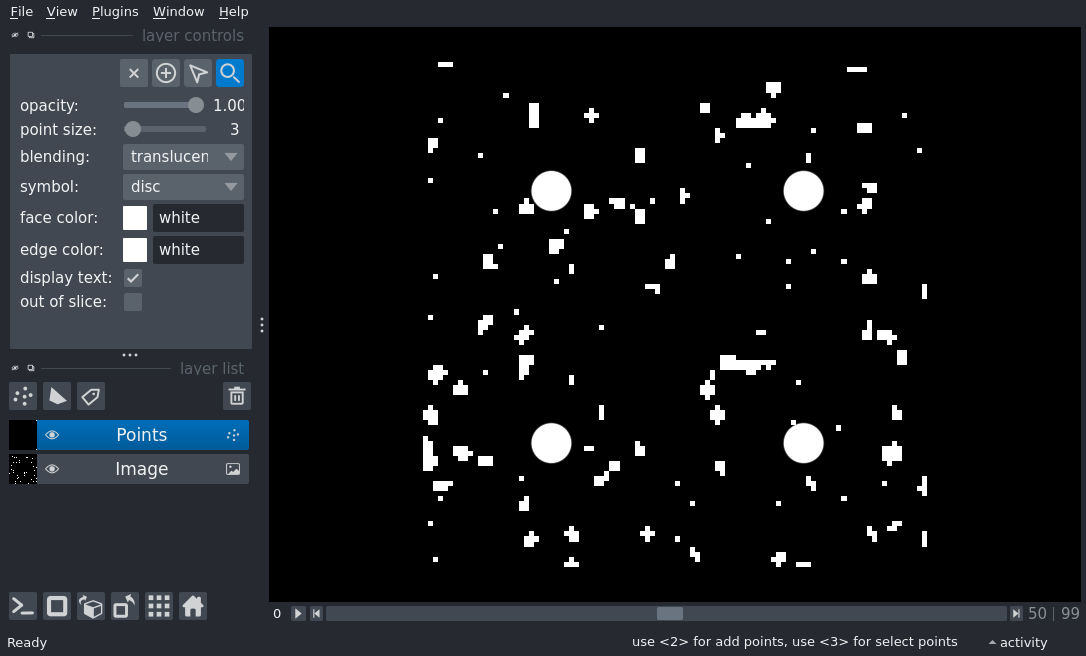 File View Plugins Window Help
layer controls
opacity: 1.00
point size: 3
blending: translucen
symbol: disc
face color: white
edge color: white
display text:
out of slice:
layer list
Points
Image
0 50 | 99
Ready use <2> for add points, use <3> for select points activity